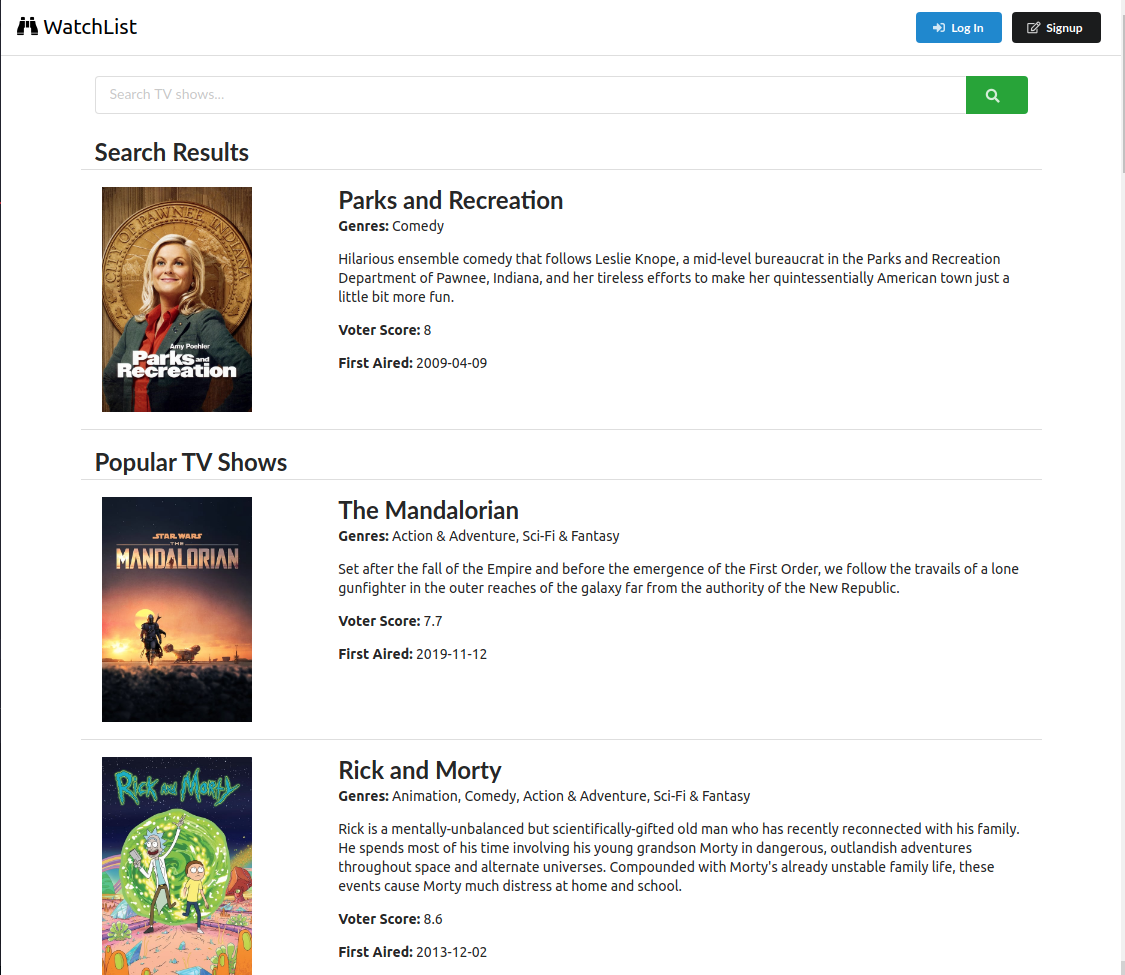 WatchList
Log In
Signup
Search TV shows...
Search Results
CITY OF PAWNEE, INDIANA
Amy Poehler
Parks and
Recreation
Parks and Recreation
Genres: Comedy
Hilarious ensemble comedy that follows Leslie Knope, a mid-level bureaucrat in the Parks and Recreation
Department of Pawnee, Indiana, and her tireless efforts to make her quintessentially American town just a
little bit more fun.
Voter Score: 8
First Aired: 2009-04-09
Popular TV Shows
STAR WARS
THE
MANDALORIAN
The Mandalorian
Genres: Action & Adventure, Sci-Fi & Fantasy
Set after the fall of the Empire and before the emergence of the First Order, we follow the travails of a lone
gunfighter in the outer reaches of the galaxy far from the authority of the New Republic.
Voter Score: 7.7
First Aired: 2019-11-12
Rick and Morty
Rick and Morty
Genres: Animation, Comedy, Action & Adventure, Sci-Fi & Fantasy
Rick is a mentally-unbalanced but scientifically-gifted old man who has recently reconnected with his family.
He spends most of his time involving his young grandson Morty in dangerous, outlandish adventures
throughout space and alternate universes. Compounded with Morty's already unstable family life, these
events cause Morty much distress at home and school.
Voter Score: 8.6
First Aired: 2013-12-02